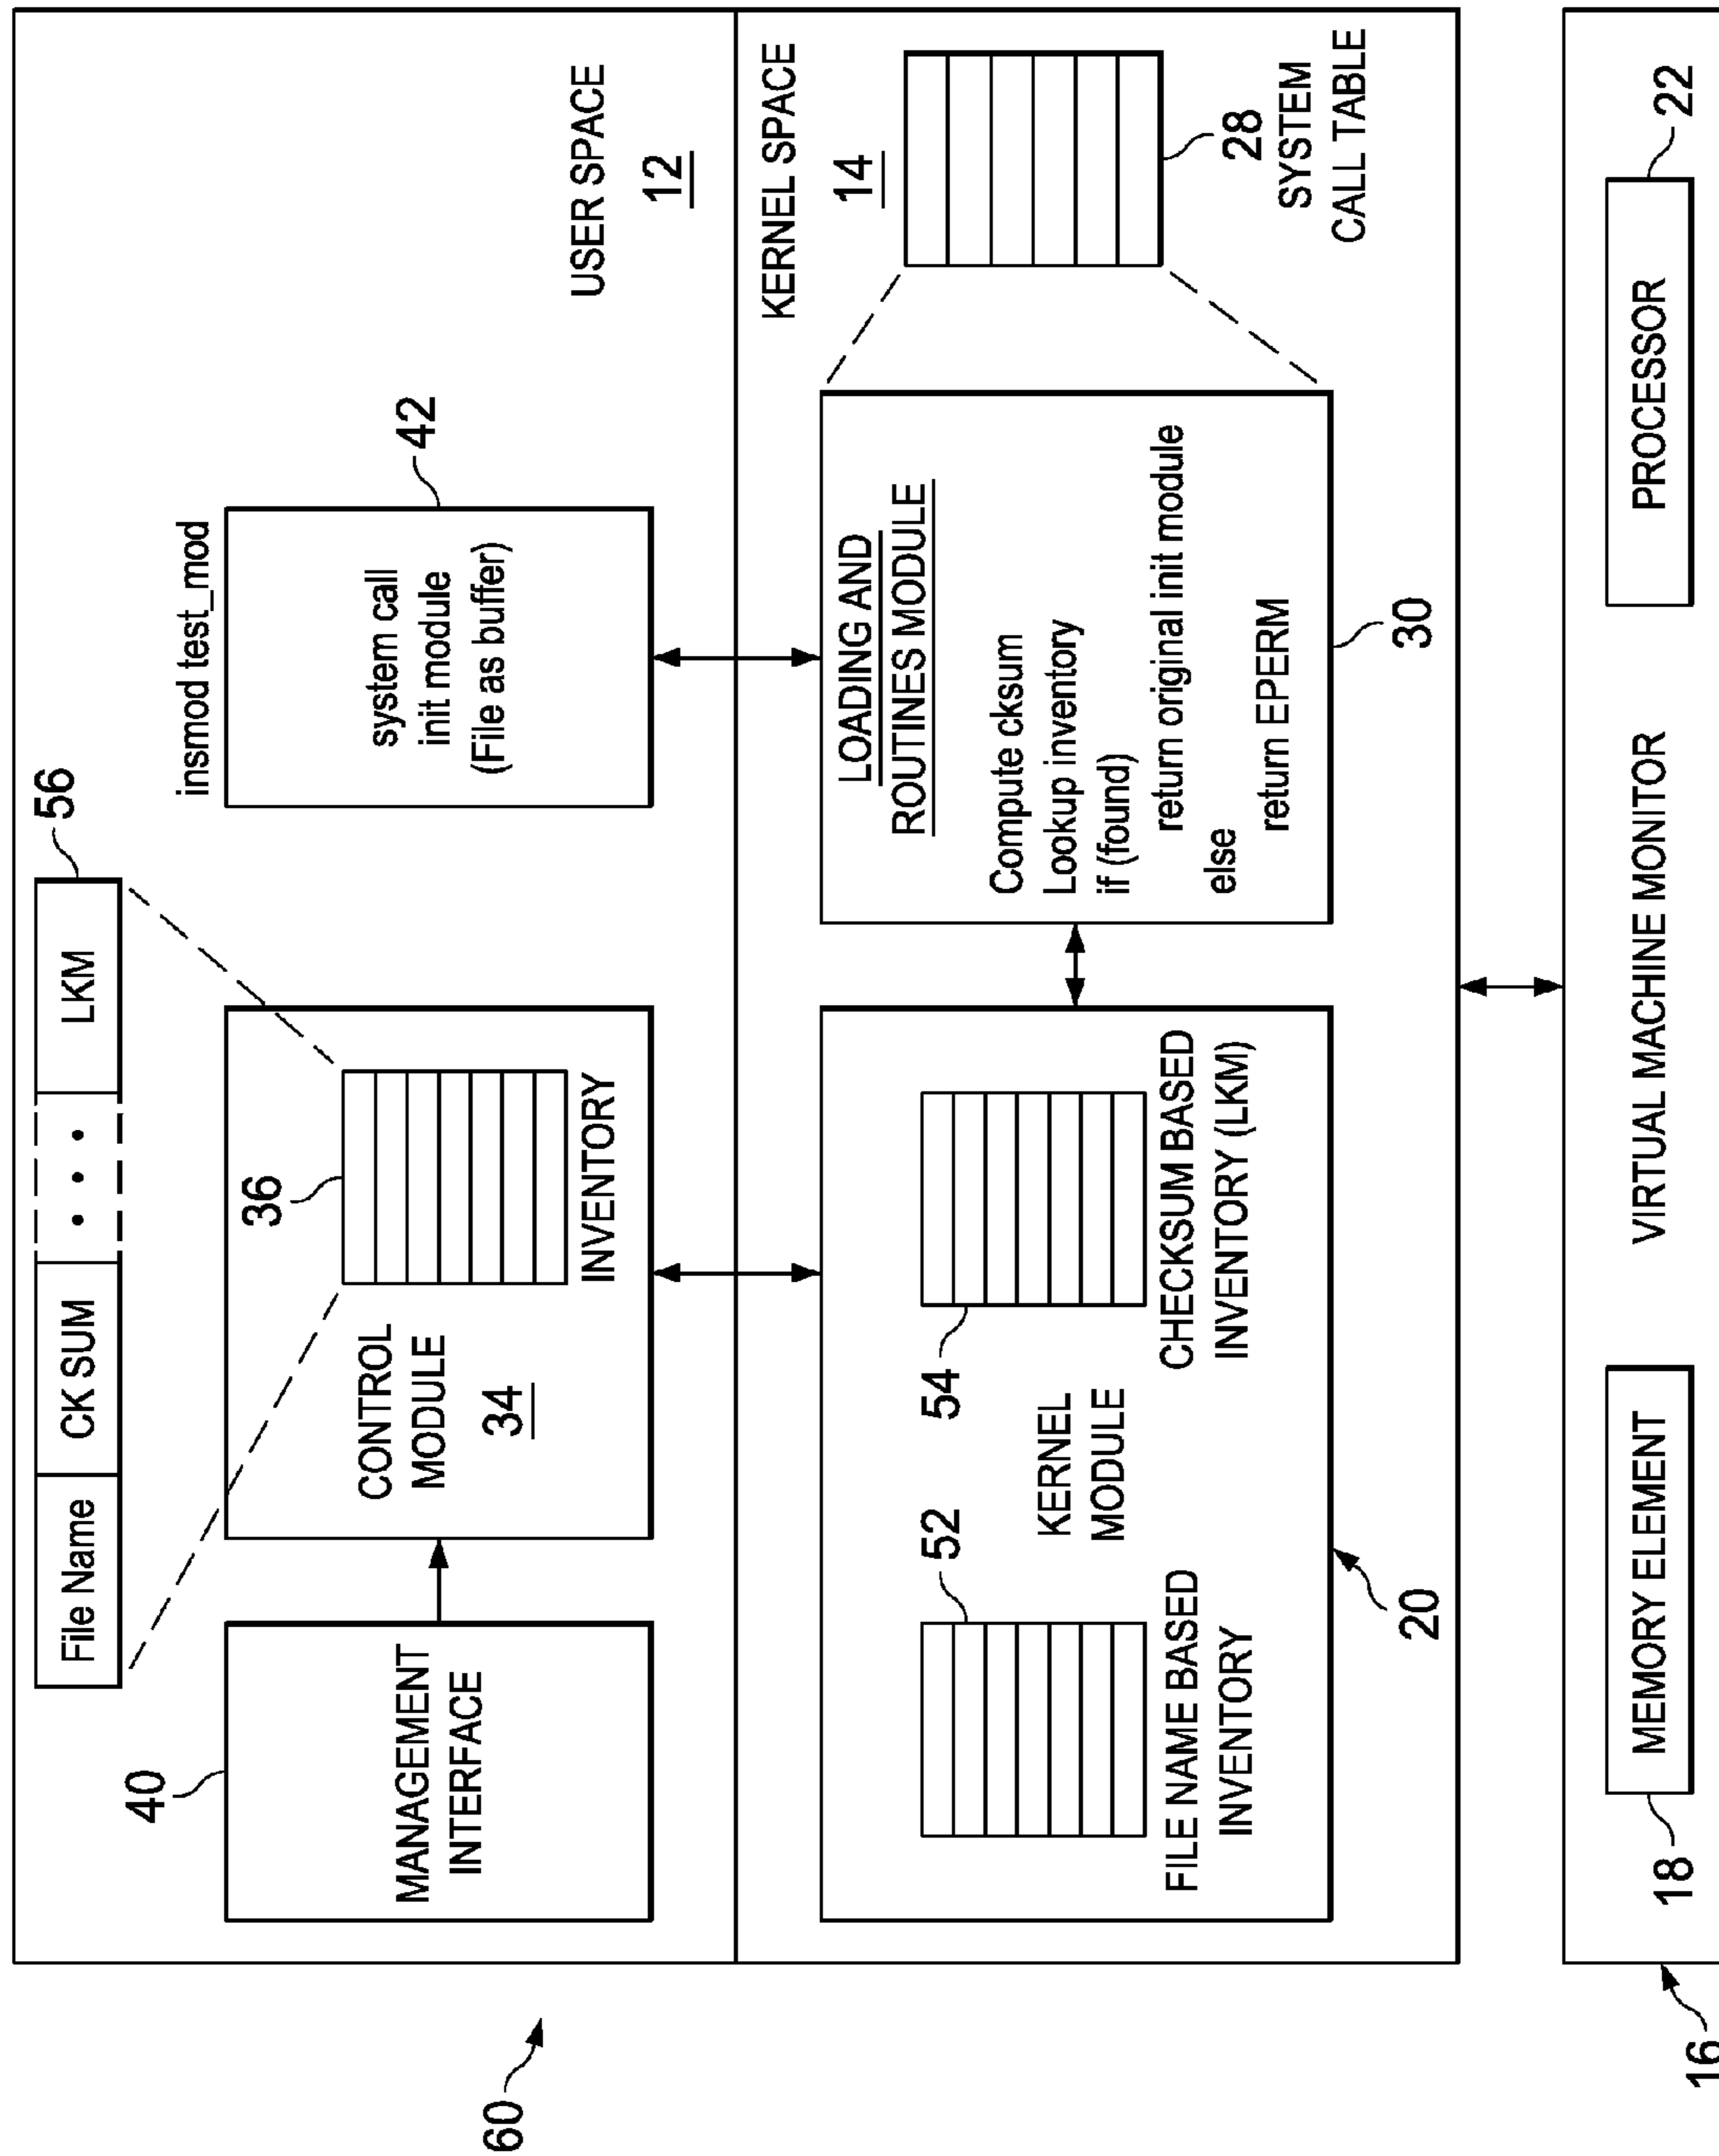 60
File Name
CK SUM
• • •
LKM
56
USER SPACE
12
40
MANAGEMENT
INTERFACE
CONTROL
MODULE
34
36
INVENTORY
insmod test_mod
42
system call
init module
(File as buffer)
KERNEL SPACE
14
52
FILE NAME BASED
INVENTORY
KERNEL
MODULE
54
CHECKSUM BASED
INVENTORY (LKM)
20
LOADING AND
ROUTINES MODULE
Compute cksum
Lookup inventory
if (found)
return original init module
else
return EPERM
30
28
SYSTEM
CALL TABLE
16
18
MEMORY ELEMENT
VIRTUAL MACHINE MONITOR
PROCESSOR
22